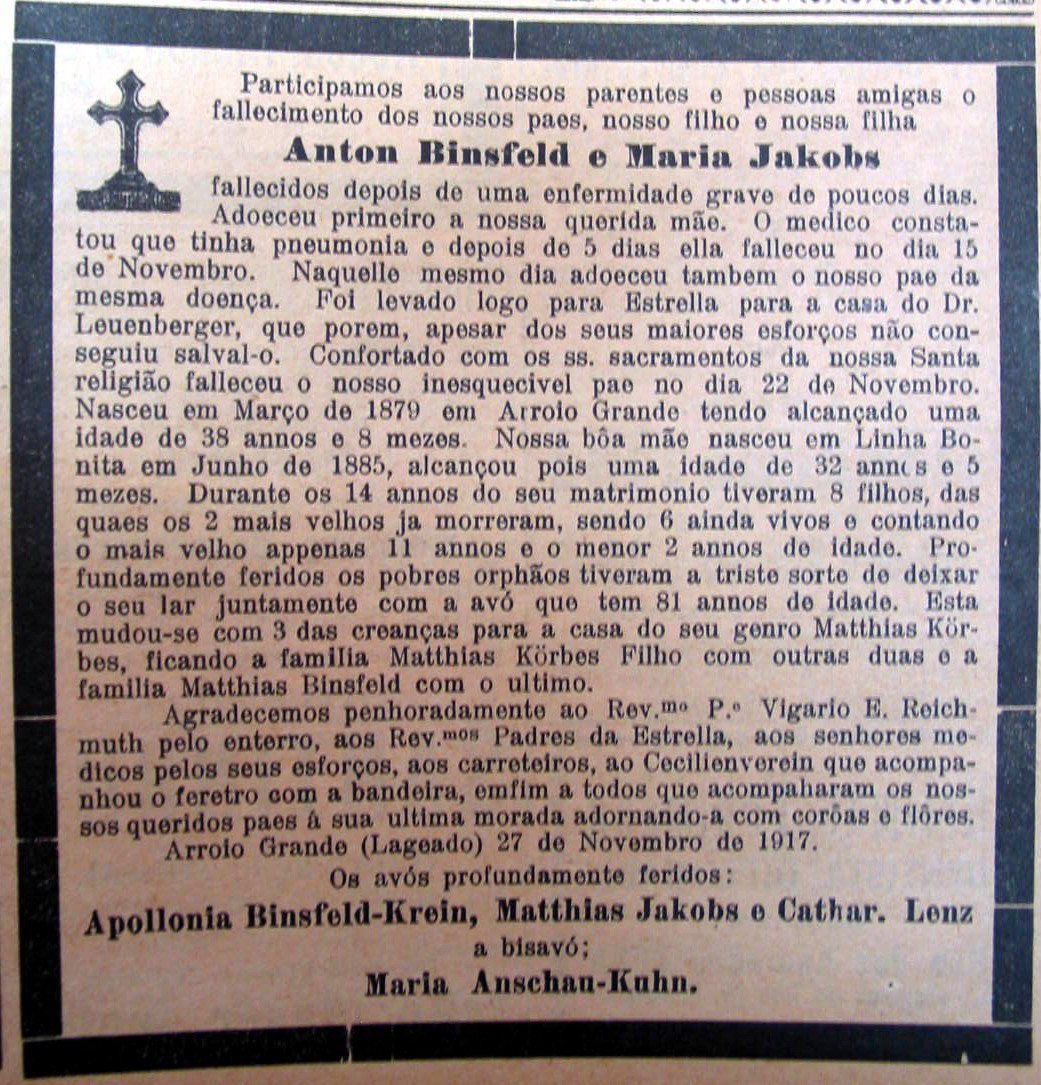 Participamos aos nossos parentes e pessoas amigas o
fallecimento dos nossos paes, nosso filho e nossa filha
Anton Binsfeld e Maria Jakobs
fallecidos depois de uma enfermidade grave de poucos dias.
Adoeceu primeiro a nossa querida mãe. O medico consta-
tou que tinha pneumonia e depois de 5 dias ella falleceu no dia 15
de Novembro. Naquelle mesmo dia adoeceu tambem o nosso pae da
mesma doença. Foi levado logo para Estrella para a casa do Dr.
Leuenberger, que porem, apesar dos seus maiores esforços não con-
seguiu salval-o. Confortado com os ss. sacramentos da nossa Santa
religião falleceu o nosso inesquecivel pae no dia 22 de Novembro.
Nasceu em Março de 1879 em Arroio Grande tendo alcançado uma
idade de 38 annos e 8 mezes. Nossa bôa mãe nasceu em Linha Bo-
nita em Junho de 1885, alcançou pois uma idade de 32 annos e 5
mezes. Durante os 14 annos do seu matrimonio tiveram 8 filhos, das
quaes os 2 mais velhos ja morreram, sendo 6 ainda vivos e contando
o mais velho appenas 11 annos e o menor 2 annos de idade. Pro-
fundamente feridos os pobres orphãos tiveram a triste sorte de deixar
o seu lar juntamente com a avó que tem 81 annos de idade. Esta
mudou-se com 3 das creanças para a casa do seu genro Matthias Kör-
bes, ficando a familia Matthias Körbes Filho com outras duas e a
familia Matthias Binsfeld com o ultimo.
Agradecemos penhoradamente ao Rev.mo P.e Vigario E. Reich-
muth pelo enterro, aos Rev.mos Padres da Estrella, aos senhores me-
dicos pelos seus esforços, aos carreteiros, ao Cecilienverein que acompa-
nhou o feretro com a bandeira, emfim a todos que acompaharam os nos-
sos queridos paes á sua ultima morada adornando-a com corôas e flôres.
Arroio Grande (Lageado) 27 de Novembro de 1917.
Os avós profundamente feridos:
Apollonia Binsfeld-Krein, Matthias Jakobs e Cathar. Lenz
a bisavó;
Maria Anschau-Kuhn.